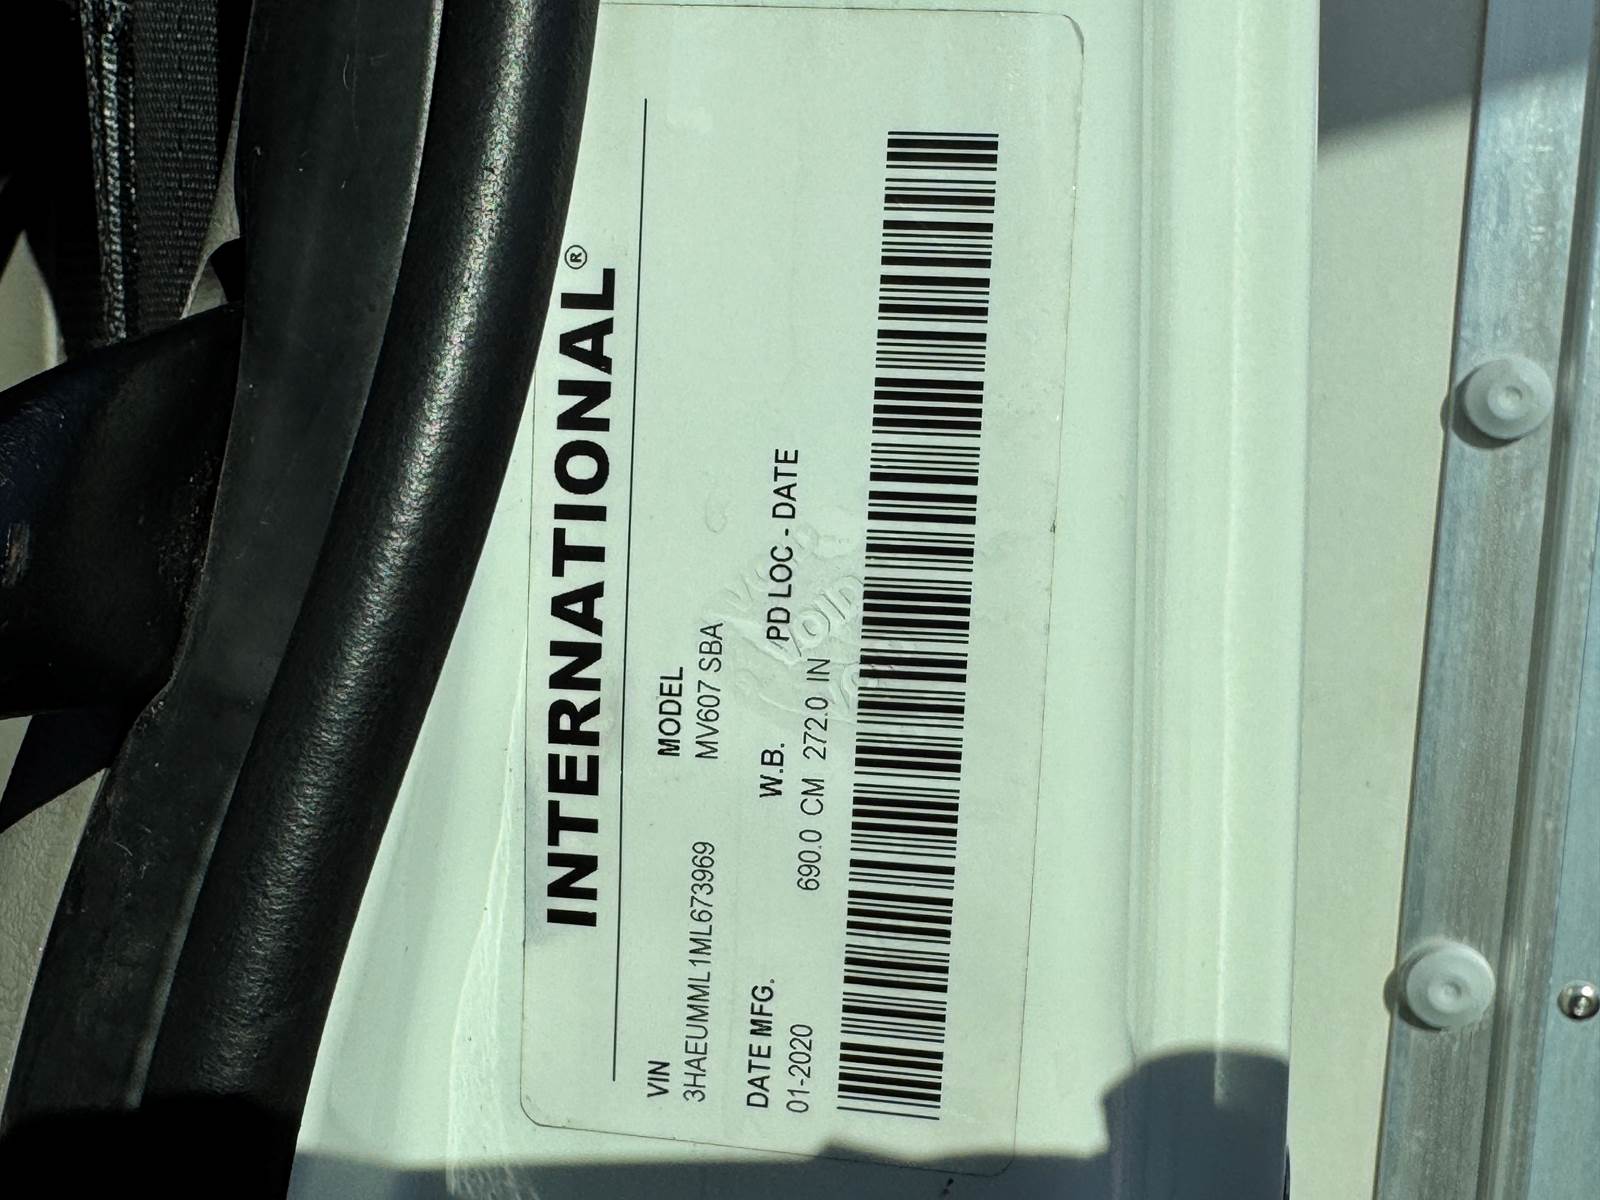 INTERNATIONAL®
VIN MODEL
3HAEUMML1ML673969 MV607 SBA
DATE MFG. W.B. PD LOC - DATE
01-2020 690.0 CM 272.0 IN
VOID